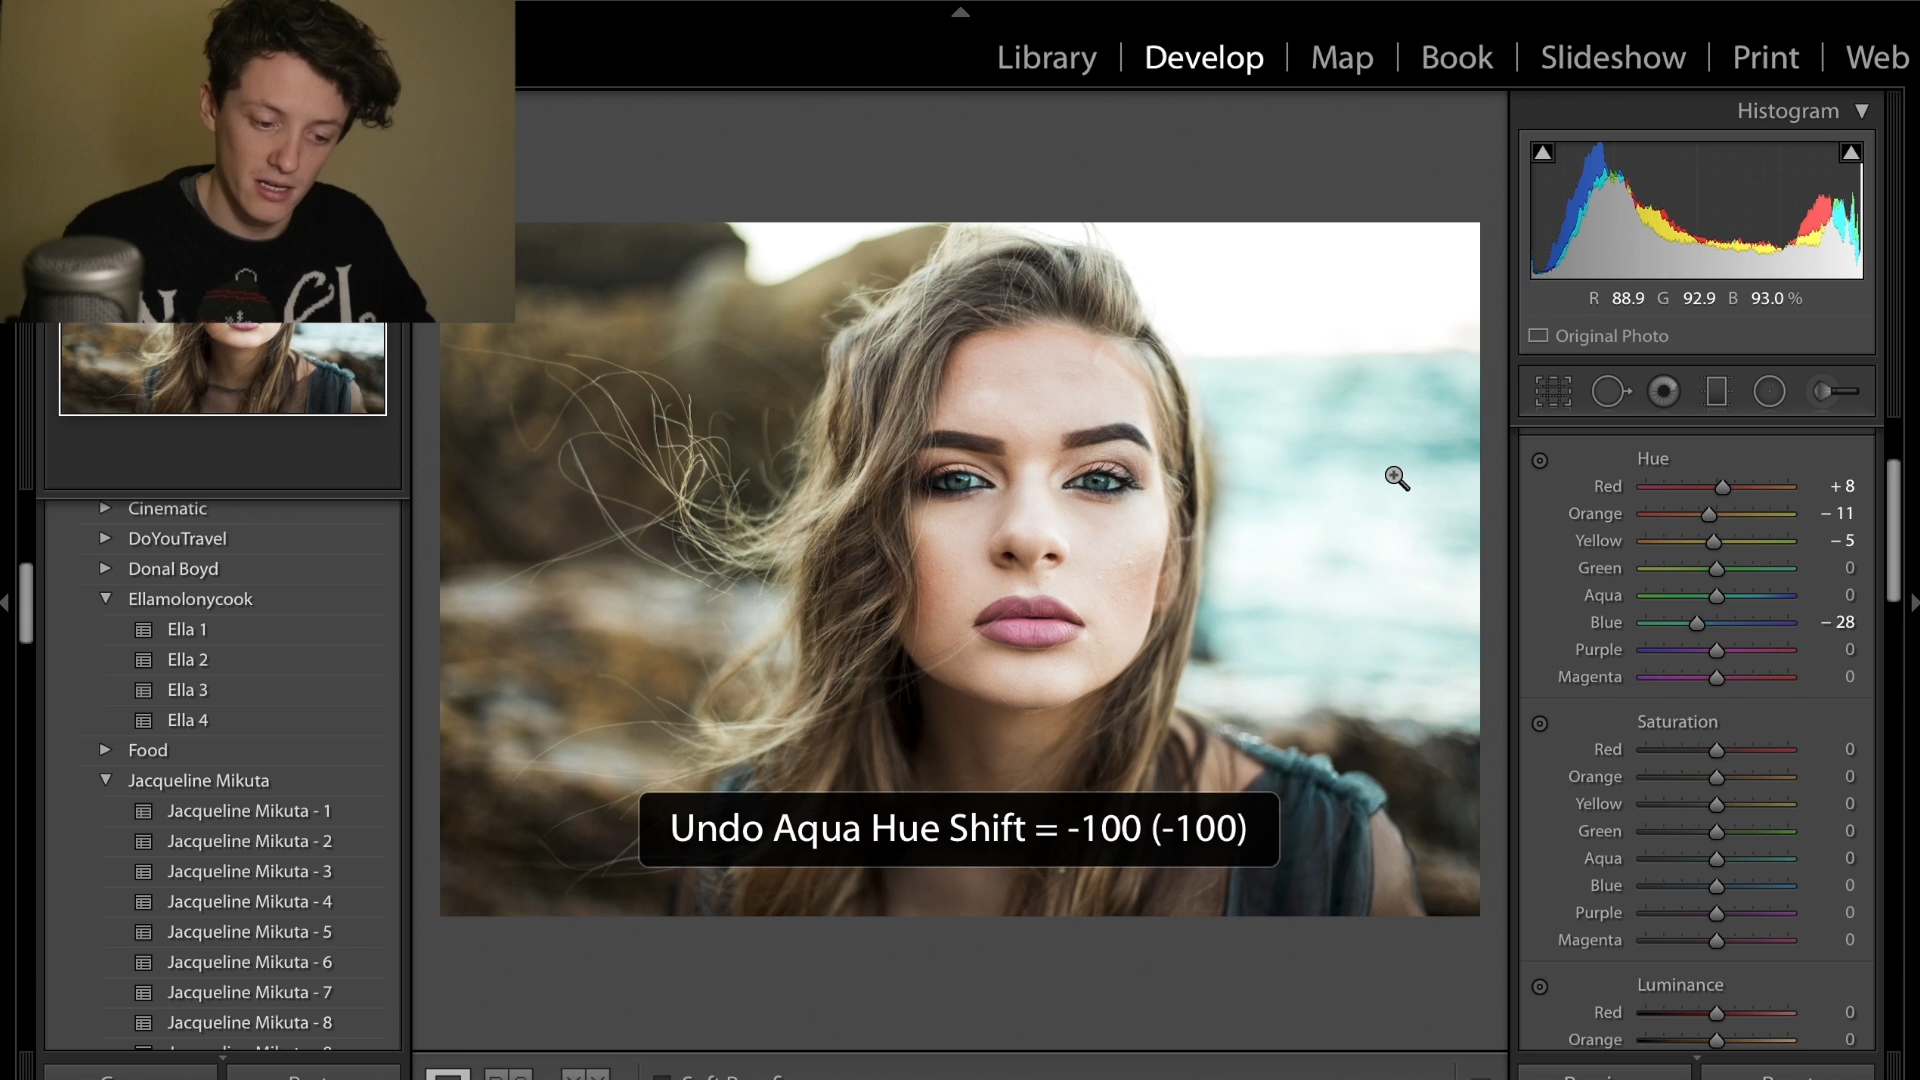 Library | Develop | Map | Book | Slideshow | Print | Web
Histogram
R 88.9 G 92.9 B 93.0 %
Original Photo
Cinematic
DoYouTravel
Donal Boyd
Ellamolonycook
Ella 1
Ella 2
Ella 3
Ella 4
Food
Jacqueline Mikuta
Jacqueline Mikuta - 1
Jacqueline Mikuta - 2
Jacqueline Mikuta - 3
Jacqueline Mikuta - 4
Jacqueline Mikuta - 5
Jacqueline Mikuta - 6
Jacqueline Mikuta - 7
Jacqueline Mikuta - 8
Undo Aqua Hue Shift = -100 (-100)
Hue
Red + 8
Orange – 11
Yellow – 5
Green 0
Aqua 0
Blue – 28
Purple 0
Magenta 0
Saturation
Red 0
Orange 0
Yellow 0
Green 0
Aqua 0
Blue 0
Purple 0
Magenta 0
Luminance
Red 0
Orange 0